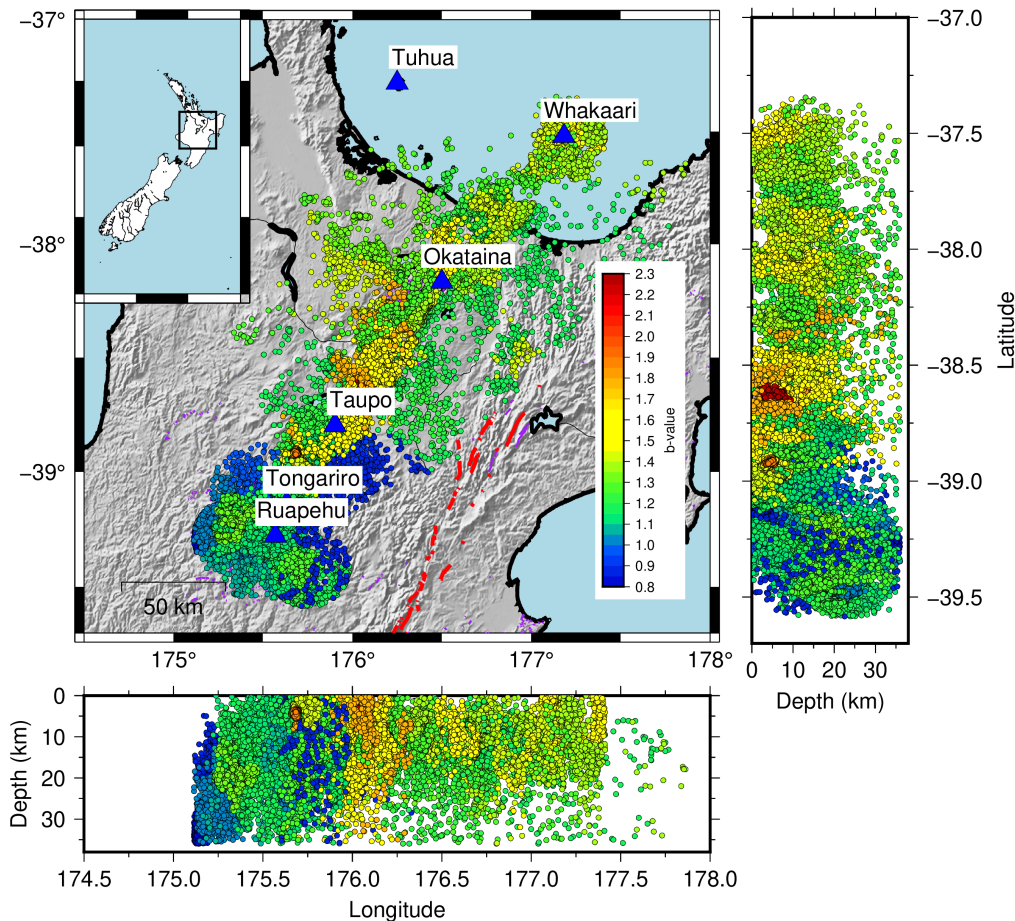 −37°
−38°
−39°
175°
176°
177°
178°
Tuhua
Whakaari
Okataina
Taupo
Tongariro
Ruapehu
50 km
2.3
2.2
2.1
2.0
1.9
1.8
1.7
1.6
1.5
1.4
1.3
1.2
1.1
1.0
0.9
0.8
b-value
−37.0
−37.5
−38.0
−38.5
−39.0
−39.5
Latitude
0 10 20 30
Depth (km)
0
10
20
30
Depth (km)
174.5 175.0 175.5 176.0 176.5 177.0 177.5 178.0
Longitude